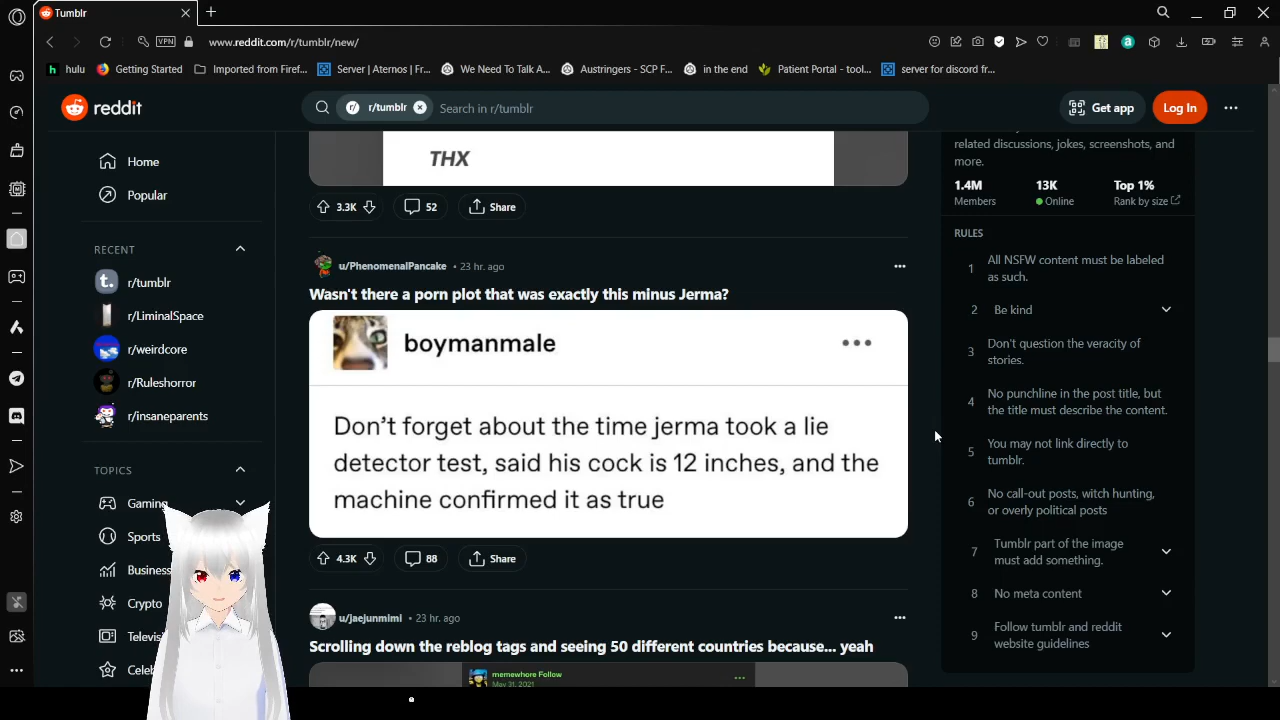 Tumblr
VPN
www.reddit.com/r/tumblr/new/
hulu
Getting Started
Imported from Firef...
Server | Aternos | Fr...
We Need To Talk A...
Austringers - SCP F...
in the end
Patient Portal - tool...
server for discord fr...
reddit
r/ r/tumblr
Search in r/tumblr
Get app
Log In
Home
Popular
RECENT
r/tumblr
r/LiminalSpace
r/weirdcore
r/Ruleshorror
r/insaneparents
TOPICS
Gaming
Sports
Business
Crypto
Televis
Celeb
THX
3.3K
52
Share
u/PhenomenalPancake • 23 hr. ago
Wasn't there a porn plot that was exactly this minus Jerma?
boymanmale
Don't forget about the time jerma took a lie
detector test, said his cock is 12 inches, and the
machine confirmed it as true
4.3K
88
Share
u/jaejunmimi • 23 hr. ago
Scrolling down the reblog tags and seeing 50 different countries because... yeah
memewhore Follow
May 31, 2021
related discussions, jokes, screenshots, and
more.
1.4M
Members
13K
Online
Top 1%
Rank by size
RULES
1 All NSFW content must be labeled
as such.
2 Be kind
3 Don't question the veracity of
stories.
4 No punchline in the post title, but
the title must describe the content.
5 You may not link directly to
tumblr.
6 No call-out posts, witch hunting,
or overly political posts
7 Tumblr part of the image
must add something.
8 No meta content
9 Follow tumblr and reddit
website guidelines